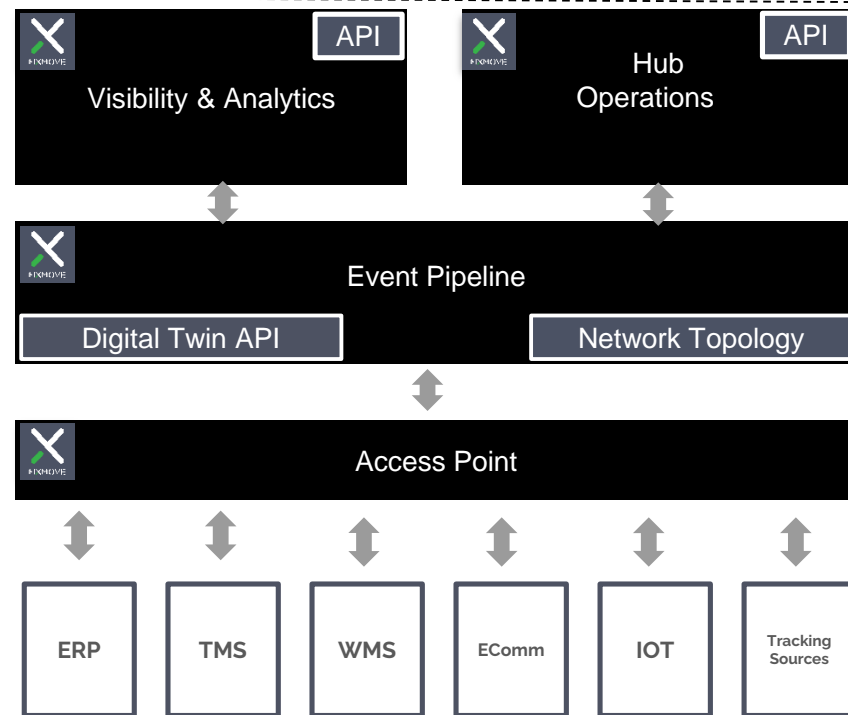 API
API
Visibility & Analytics
Hub
Operations
Event Pipeline
Digital Twin API
Network Topology
Access Point
ERP
TMS
WMS
EComm
IOT
Tracking
Sources